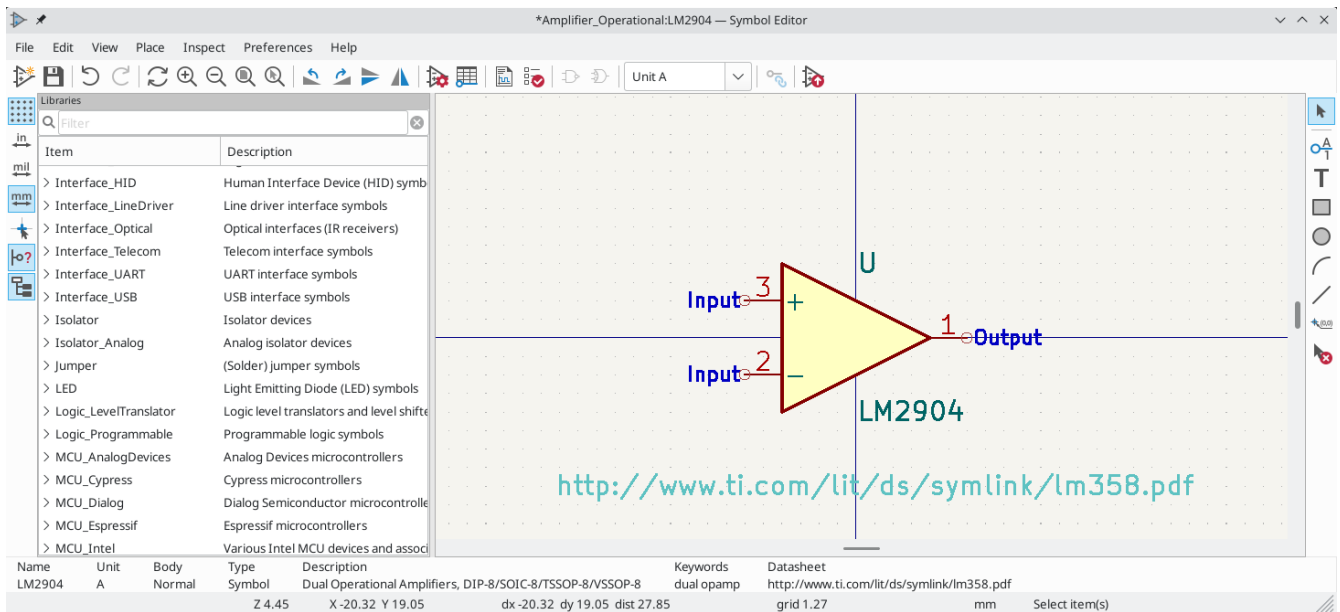 *Amplifier_Operational:LM2904 — Symbol Editor
File Edit View Place Inspect Preferences Help
Unit A
Libraries
Filter
Item Description
Interface_HID Human Interface Device (HID) symb
Interface_LineDriver Line driver interface symbols
Interface_Optical Optical interfaces (IR receivers)
Interface_Telecom Telecom interface symbols
Interface_UART UART interface symbols
Interface_USB USB interface symbols
Isolator Isolator devices
Isolator_Analog Analog isolator devices
Jumper (Solder) jumper symbols
LED Light Emitting Diode (LED) symbols
Logic_LevelTranslator Logic level translators and level shifte
Logic_Programmable Programmable logic symbols
MCU_AnalogDevices Analog Devices microcontrollers
MCU_Cypress Cypress microcontrollers
MCU_Dialog Dialog Semiconductor microcontrolle
MCU_Espressif Espressif microcontrollers
MCU_Intel Various Intel MCU devices and associ
in
mil
mm
U
Input 3 +
1 Output
Input 2 −
LM2904
http://www.ti.com/lit/ds/symlink/lm358.pdf
A
1
T
(0,0)
Name Unit Body Type Description Keywords Datasheet
LM2904 A Normal Symbol Dual Operational Amplifiers, DIP-8/SOIC-8/TSSOP-8/VSSOP-8 dual opamp http://www.ti.com/lit/ds/symlink/lm358.pdf
Z 4.45 X -20.32 Y 19.05 dx -20.32 dy 19.05 dist 27.85 grid 1.27 mm Select item(s)